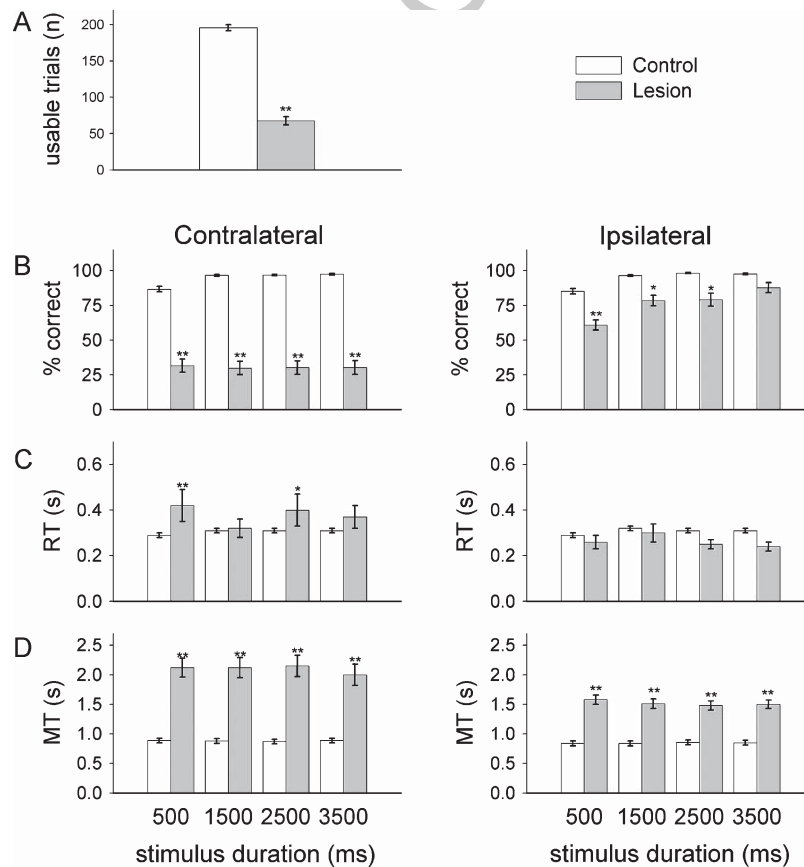 A
usable trials (n)
200
150
100
50
0
**
Control
Lesion
Contralateral
Ipsilateral
B
% correct
100
75
50
25
0
** ** ** **
% correct
100
75
50
25
0
** * *
C
RT (s)
0.6
0.4
0.2
0.0
** *
RT (s)
0.6
0.4
0.2
0.0
D
MT (s)
2.5
2.0
1.5
1.0
0.5
0.0
** ** ** **
500 1500 2500 3500
stimulus duration (ms)
MT (s)
2.5
2.0
1.5
1.0
0.5
0.0
** ** ** **
500 1500 2500 3500
stimulus duration (ms)